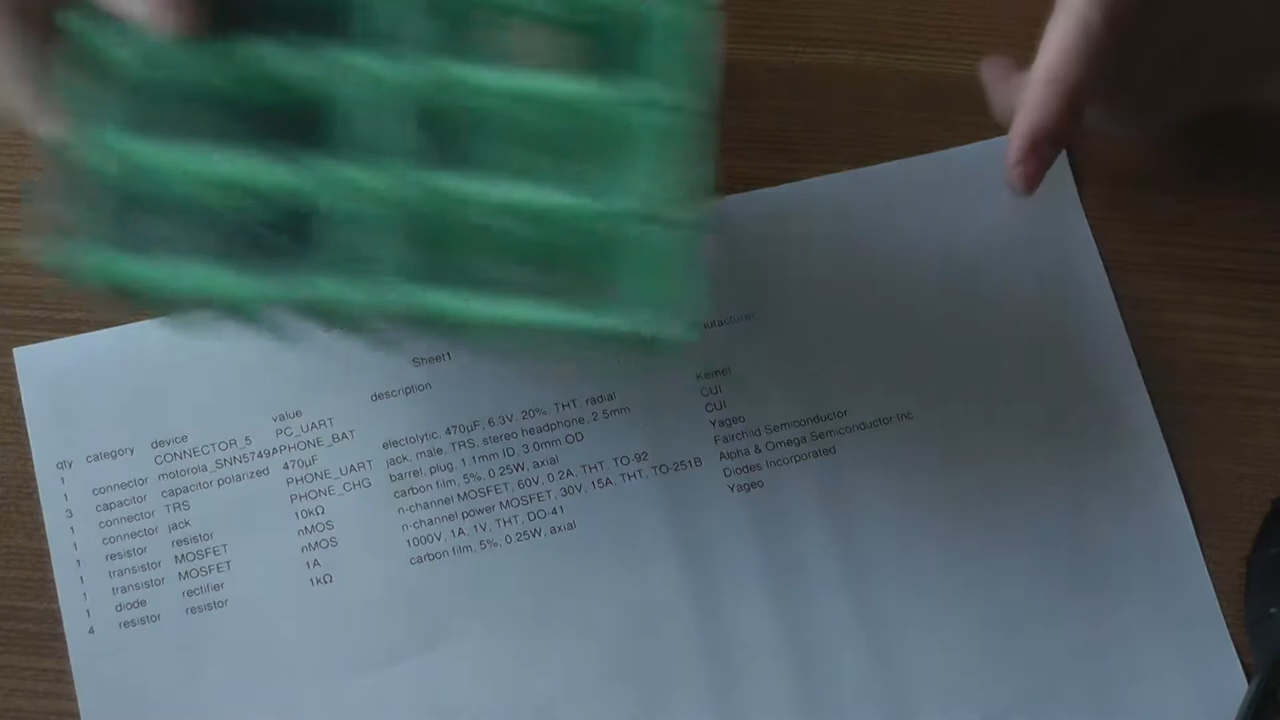 Sheet1
qty category device value description
1 CONNECTOR_5 PC_UART
1 connector motorola_SNN5749A PHONE_BAT
3 capacitor capacitor polarized 470µF electolytic, 470µF, 6.3V, 20%, THT, radial Kemet
1 connector TRS PHONE_UART jack, male, TRS, stereo headphone, 2.5mm CUI
1 connector jack PHONE_CHG barrel, plug, 1.1mm ID, 3.0mm OD CUI
1 resistor resistor 10kΩ carbon film, 5%, 0.25W, axial Yageo
1 transistor MOSFET nMOS n-channel MOSFET, 60V, 0.2A, THT, TO-92 Fairchild Semiconductor
1 transistor MOSFET nMOS n-channel power MOSFET, 30V, 15A, THT, TO-251B Alpha & Omega Semiconductor Inc
1 diode rectifier 1A 1000V, 1A, 1V, THT, DO-41 Diodes Incorporated
4 resistor resistor 1kΩ carbon film, 5%, 0.25W, axial Yageo